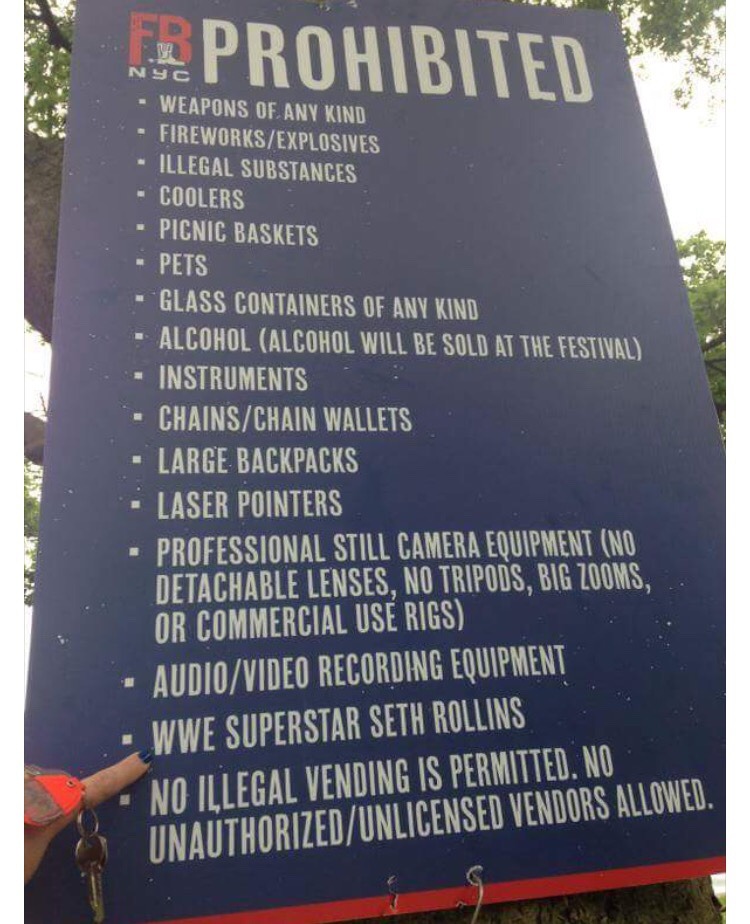 FB
NYC
PROHIBITED
▪ WEAPONS OF ANY KIND
▪ FIREWORKS/EXPLOSIVES
▪ ILLEGAL SUBSTANCES
▪ COOLERS
▪ PICNIC BASKETS
▪ PETS
▪ GLASS CONTAINERS OF ANY KIND
▪ ALCOHOL (ALCOHOL WILL BE SOLD AT THE FESTIVAL)
▪ INSTRUMENTS
▪ CHAINS/CHAIN WALLETS
▪ LARGE BACKPACKS
▪ LASER POINTERS
▪ PROFESSIONAL STILL CAMERA EQUIPMENT (NO
DETACHABLE LENSES, NO TRIPODS, BIG ZOOMS,
OR COMMERCIAL USE RIGS)
▪ AUDIO/VIDEO RECORDING EQUIPMENT
▪ WWE SUPERSTAR SETH ROLLINS
▪ NO ILLEGAL VENDING IS PERMITTED. NO
UNAUTHORIZED/UNLICENSED VENDORS ALLOWED.